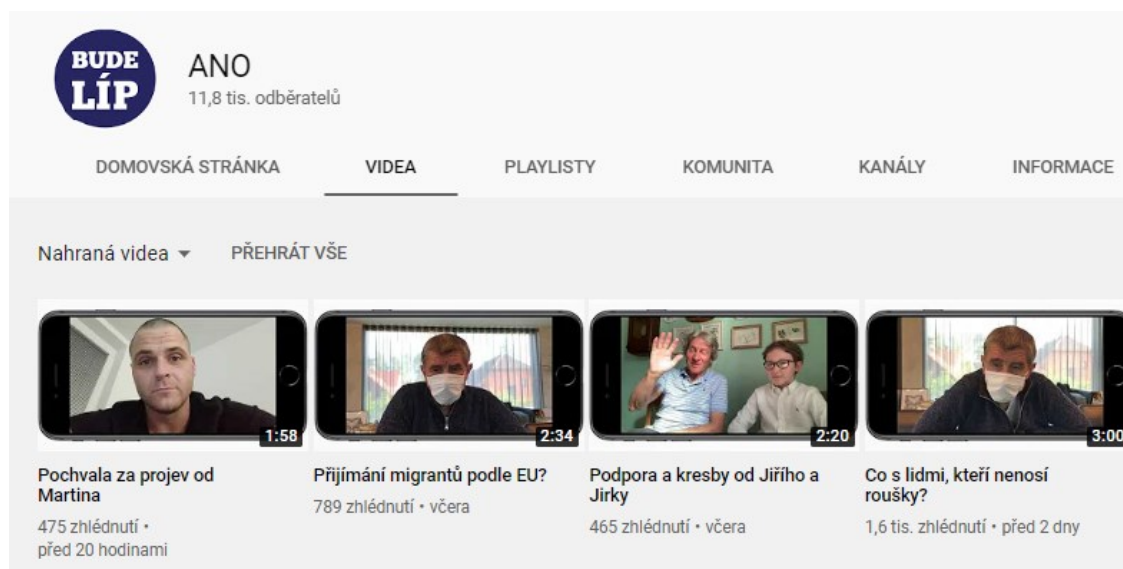 BUDE
LÍP
ANO
11,8 tis. odběratelů
DOMOVSKÁ STRÁNKA VIDEA PLAYLISTY KOMUNITA KANÁLY INFORMACE
Nahraná videa PŘEHRÁT VŠE
1:58 2:34 2:20 3:00
Pochvala za projev od
Martina
475 zhlédnutí •
před 20 hodinami
Přijímání migrantů podle EU?
789 zhlédnutí • včera
Podpora a kresby od Jiřího a
Jirky
465 zhlédnutí • včera
Co s lidmi, kteří nenosí
roušky?
1,6 tis. zhlédnutí • před 2 dny